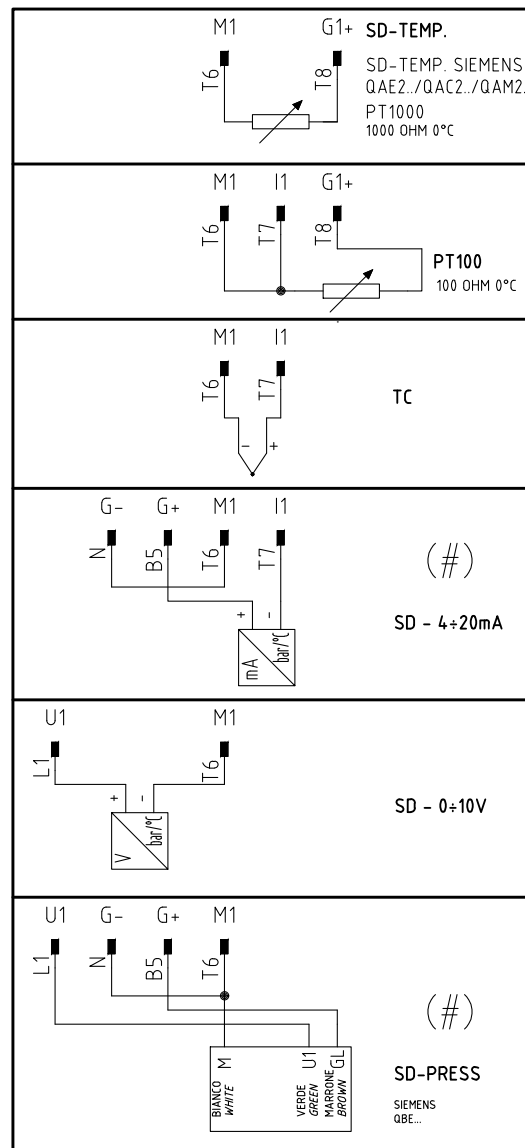 M1 G1+ SD-TEMP.
T6 T8
SD-TEMP. SIEMENS
QAE2../QAC2../QAM2.
PT1000
1000 OHM 0°C
M1 I1 G1+
T6 T7 T8
PT100
100 OHM 0°C
M1 I1
T6 T7
TC
- +
G- G+ M1 I1
N B5 T6 T7
(#)
+ -
mA bar/°C
SD - 4÷20mA
U1 M1
L1 T6
+ -
V bar/°C
SD - 0÷10V
U1 G- G+ M1
L1 N B5 T6
(#)
M U1 GL
BIANCO
WHITE
VERDE
GREEN
MARRONE
BROWN
SD-PRESS
SIEMENS
QBE...